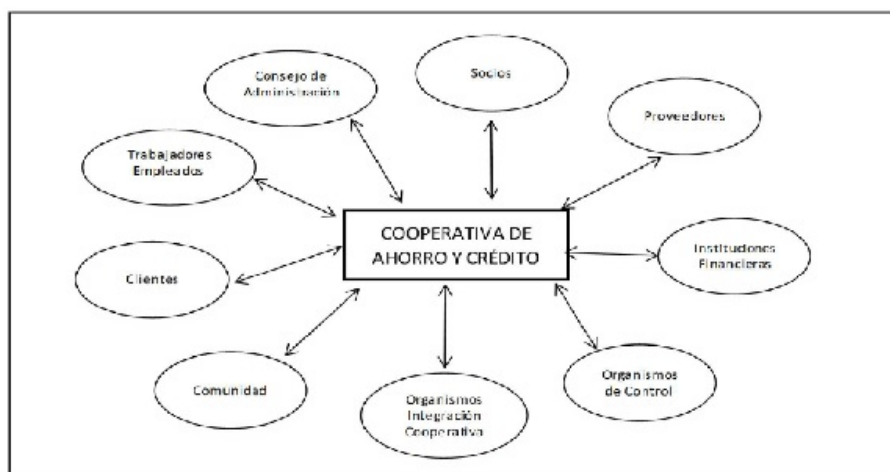 Consejo de
Administración
Socios
Proveedores
Trabajadores
Empleados
COOPERATIVA DE
AHORRO Y CRÉDITO
Instituciones
Financieras
Clientes
Comunidad
Organismos
Integración
Cooperativa
Organismos
de Control